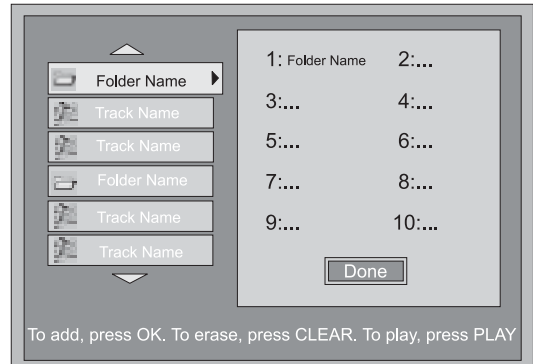 Folder Name
Track Name
Track Name
Folder Name
Track Name
Track Name
1: Folder Name 2:...
3:... 4:...
5:... 6:...
7:... 8:...
9:... 10:...
Done
To add, press OK. To erase, press CLEAR. To play, press PLAY